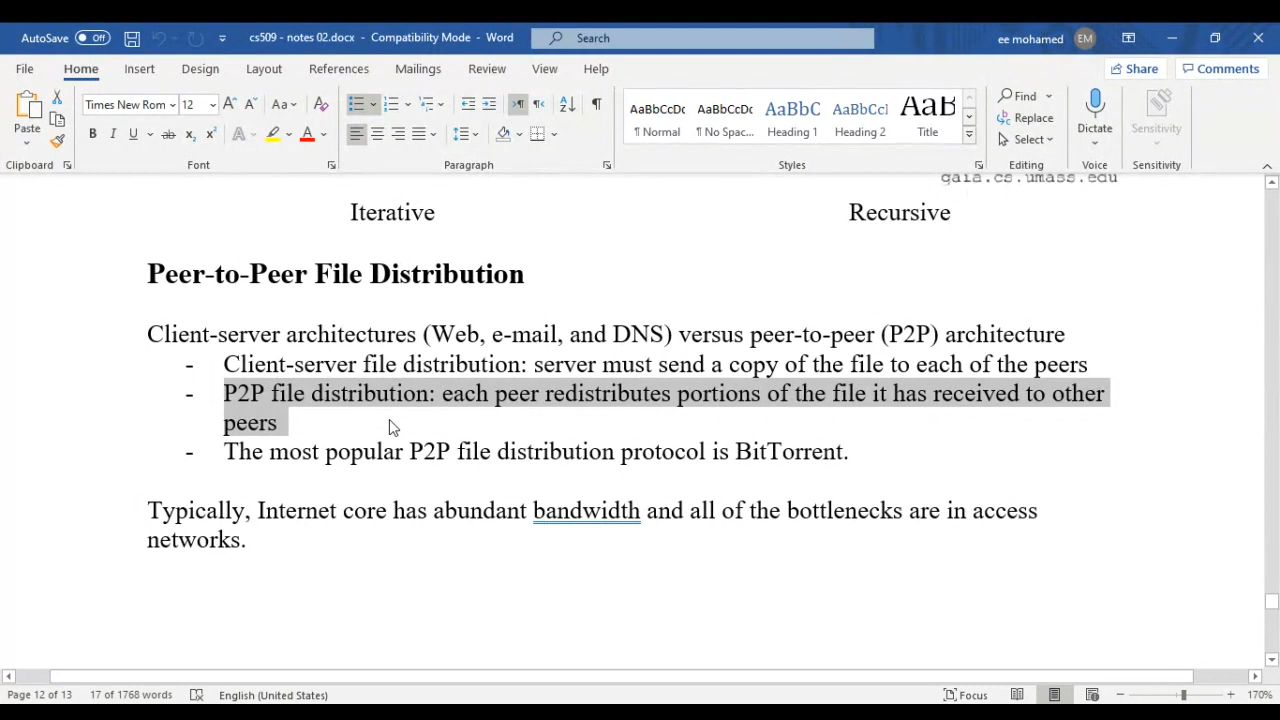 AutoSave Off cs509 - notes 02.docx - Compatibility Mode - Word Search ee mohamed EM
File Home Insert Design Layout References Mailings Review View Help Share Comments
Times New Rom 12 Aa AaBbCcDc AaBbCcDc AaBbC AaBbCcI AaB Find
Paste Replace Dictate Sensitivity
B I U ab x₂ x² A A ¶ Normal ¶ No Spac... Heading 1 Heading 2 Title Select
Clipboard Font Paragraph Styles Editing Voice Sensitivity
gaia.cs.umass.edu
Iterative Recursive
Peer-to-Peer File Distribution
Client-server architectures (Web, e-mail, and DNS) versus peer-to-peer (P2P) architecture
- Client-server file distribution: server must send a copy of the file to each of the peers
- P2P file distribution: each peer redistributes portions of the file it has received to other
peers
- The most popular P2P file distribution protocol is BitTorrent.
Typically, Internet core has abundant bandwidth and all of the bottlenecks are in access
networks.
Page 12 of 13 17 of 1768 words English (United States) Focus 170%